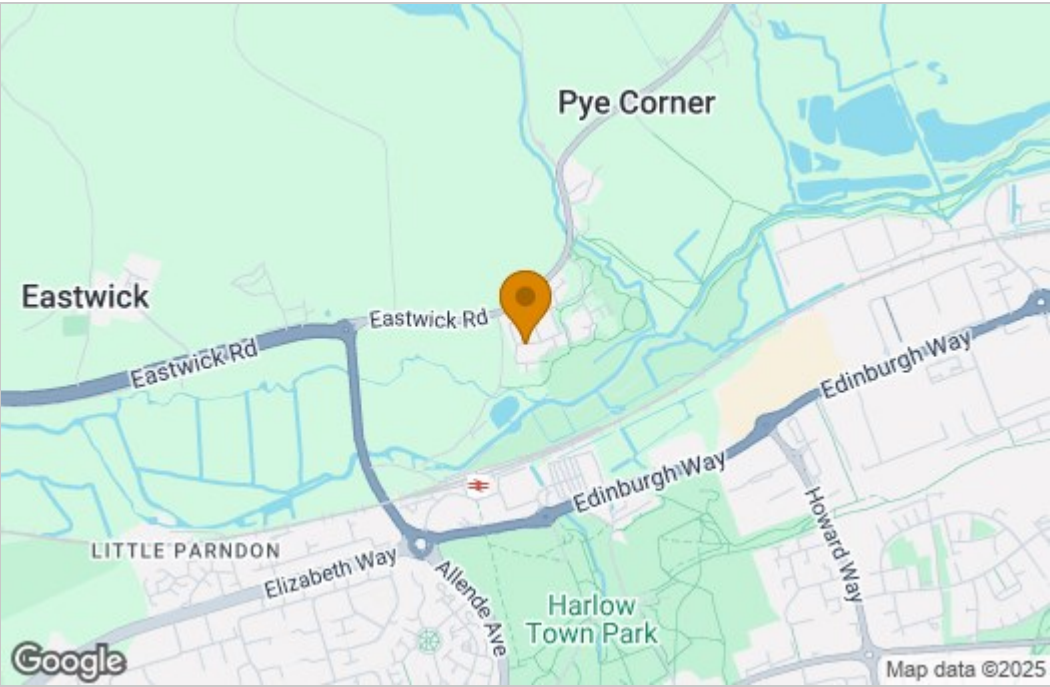 Pye Corner
Eastwick
Eastwick Rd
Eastwick Rd
Edinburgh Way
Edinburgh Way
LITTLE PARNDON
Elizabeth Way
Allende Ave
Howard Way
Harlow
Town Park
Google
Map data ©2025